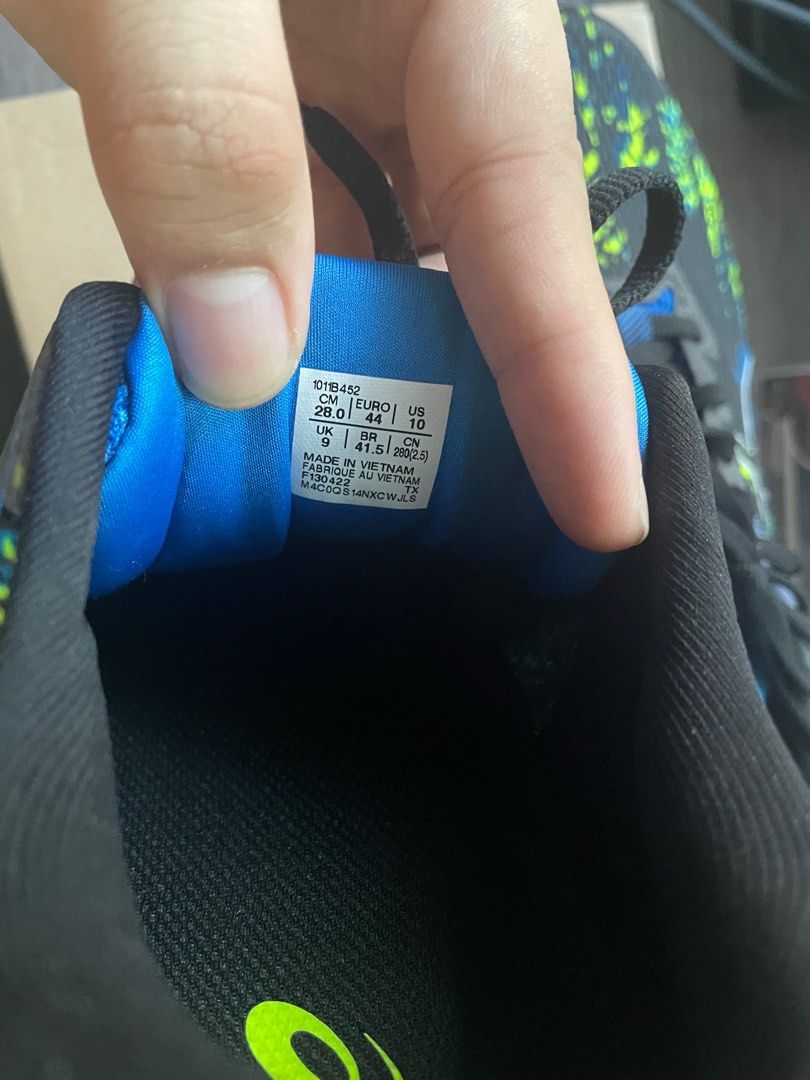 1011B452
CM | EURO | US
28.0 | 44 | 10
UK | BR | CN
9 | 41.5 | 280(2.5)
MADE IN VIETNAM
FABRIQUE AU VIETNAM
F130422 TX
M4C0QS14NXCWJLS